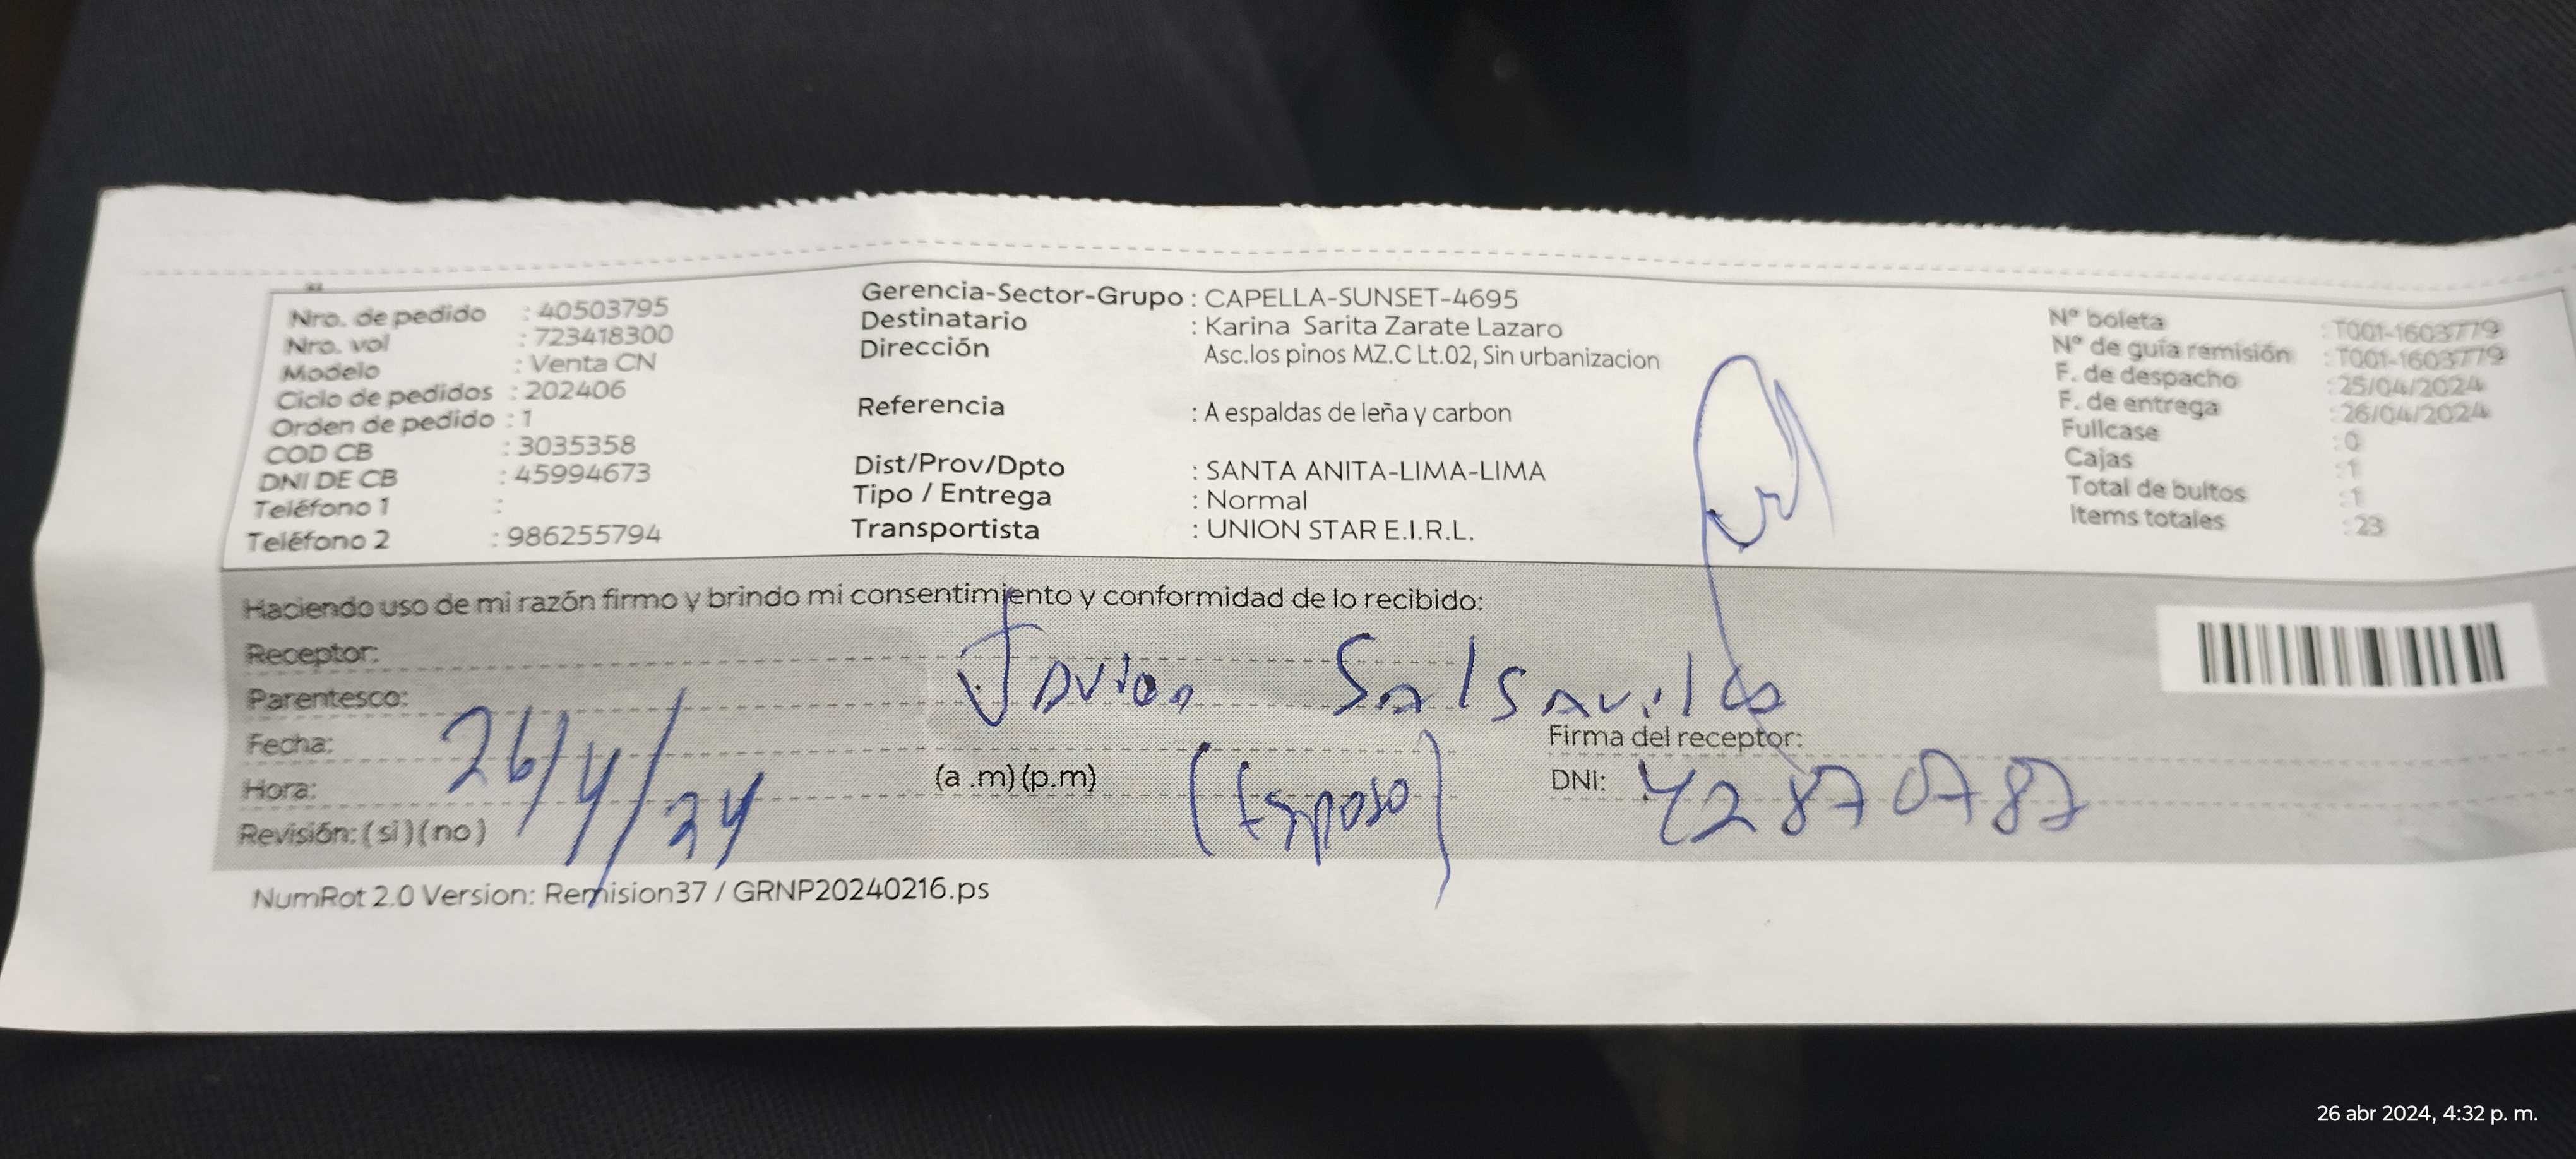 Nro. de pedido : 40503795
Nro. vol : 723418300
Modelo : Venta CN
Ciclo de pedidos : 202406
Orden de pedido : 1
COD CB : 3035358
DNI DE CB : 45994673
Teléfono 1 :
Teléfono 2 : 986255794
Gerencia-Sector-Grupo : CAPELLA-SUNSET-4695
Destinatario : Karina Sarita Zarate Lazaro
Dirección Asc.los pinos MZ.C Lt.02, Sin urbanizacion
Referencia : A espaldas de leña y carbon
Dist/Prov/Dpto : SANTA ANITA-LIMA-LIMA
Tipo / Entrega : Normal
Transportista : UNION STAR E.I.R.L.
N° boleta : T001-1603779
N° de guía remisión : T001-1603779
F. de despacho : 25/04/2024
F. de entrega : 26/04/2024
Fullcase : 0
Cajas : 1
Total de bultos : 1
Items totales : 23
Haciendo uso de mi razón firmo y brindo mi consentimiento y conformidad de lo recibido:
Receptor:
Javier
Parentesco:
Fecha: 26/4/24
Firma del receptor:
Hora: (a .m)(p.m) (Esposo) DNI: 42870787
Revisión: (si)(no)
NumRot 2.0 Version: Remision37 / GRNP20240216.ps
26 abr 2024, 4:32 p. m.